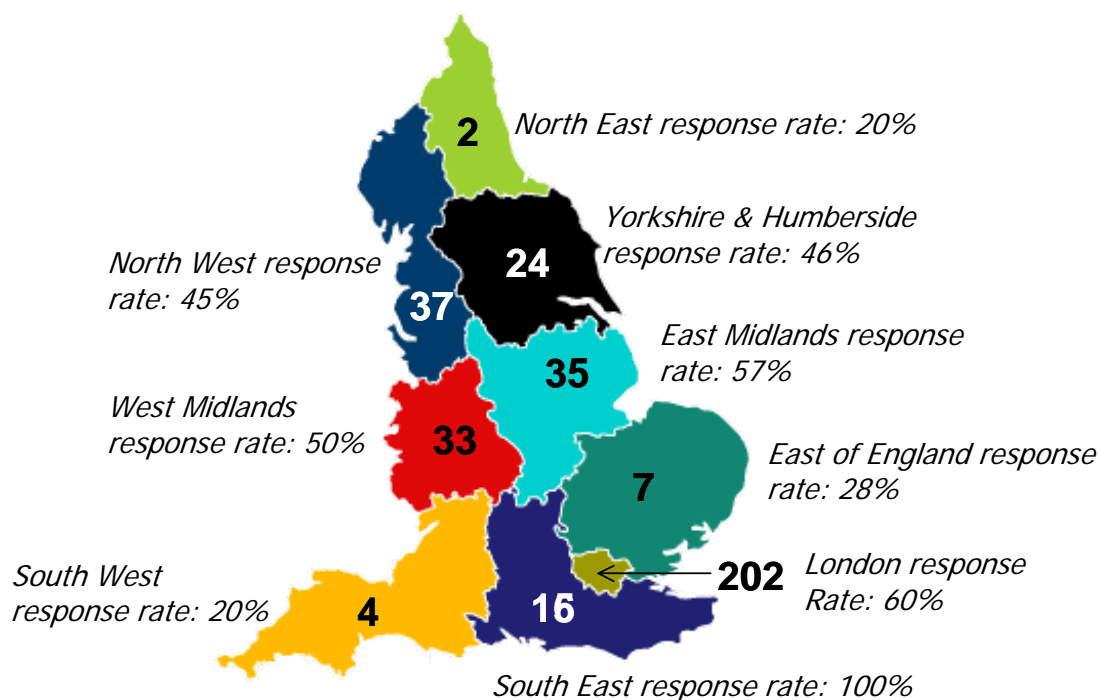 2
North East response rate: 20%
Yorkshire & Humberside
response rate: 46%
24
North West response
rate: 45%
37
East Midlands response
rate: 57%
35
West Midlands
response rate: 50%
33
East of England response
rate: 28%
7
202
London response
Rate: 60%
South West
response rate: 20%
4
South East response rate: 100%